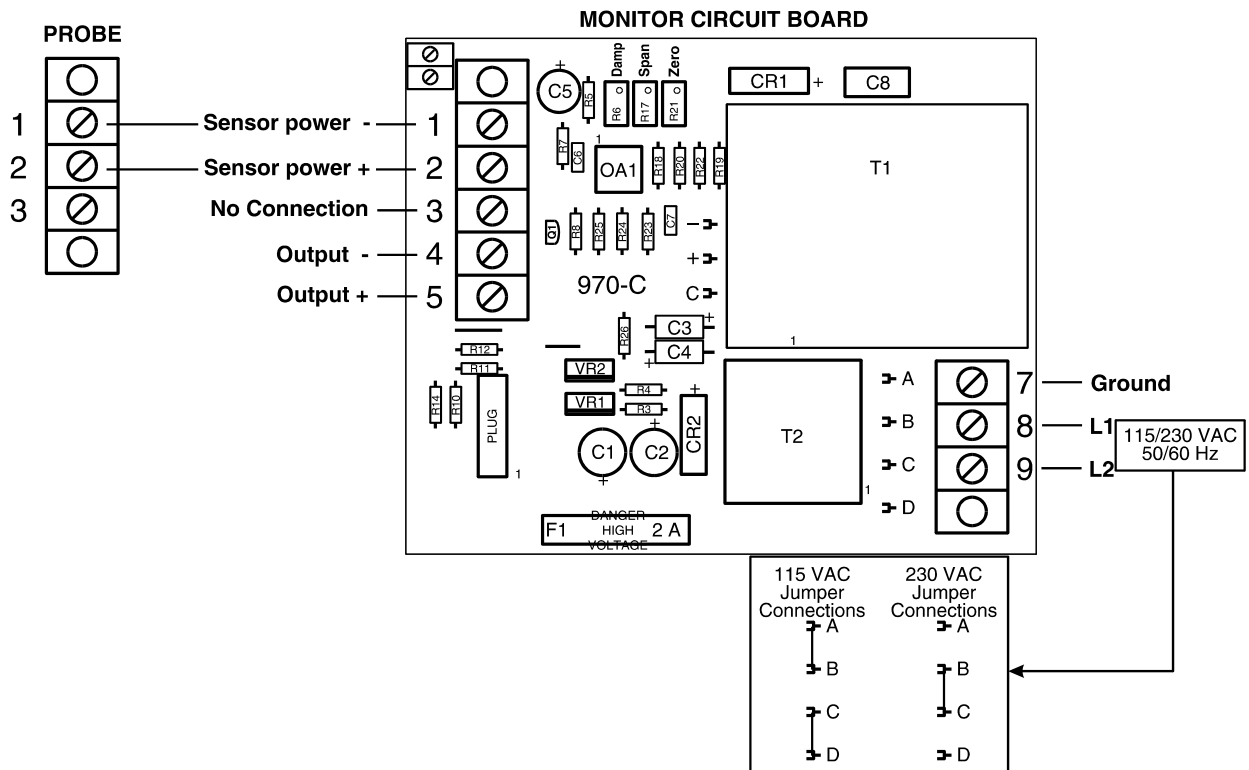 MONITOR CIRCUIT BOARD
PROBE
1
2
3
Sensor power -
Sensor power +
No Connection
Output -
Output +
1
2
3
4
5
+
C5
R5
Damp
Span
Zero
R6
R17
R21
CR1 +
C8
R7
C6
1
OA1
R18
R20
R22
R19
T1
Q1
R8
R25
R24
R23
C7
−
+
C
970-C
R26
C3
+
C4
+
1
R12
R11
R14
R10
PLUG
1
VR2
VR1
R4
R3
+
C1
+
C2
+
CR2
T2
1
A
B
C
D
7
8
9
Ground
L1
L2
115/230 VAC
50/60 Hz
F1
DANGER
HIGH
VOLTAGE
2 A
115 VAC
Jumper
Connections
A
B
C
D
230 VAC
Jumper
Connections
A
B
C
D